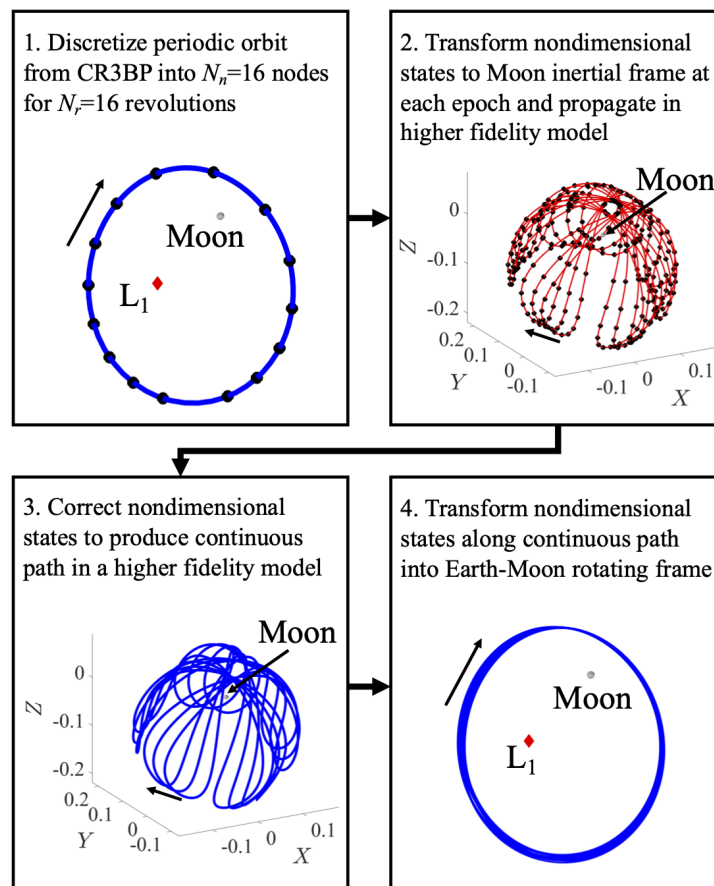 1. Discretize periodic orbit
from CR3BP into Nₙ=16 nodes
for Nᵣ=16 revolutions
Moon
L₁
2. Transform nondimensional
states to Moon inertial frame at
each epoch and propagate in
higher fidelity model
Moon
0
-0.1
-0.2
Z
0.2
0.1
0
-0.1
Y
-0.1
0
0.1
X
3. Correct nondimensional
states to produce continuous
path in a higher fidelity model
Moon
0
-0.1
-0.2
Z
0.2
0.1
0
-0.1
Y
-0.1
0
0.1
X
4. Transform nondimensional
states along continuous path
into Earth-Moon rotating frame
Moon
L₁